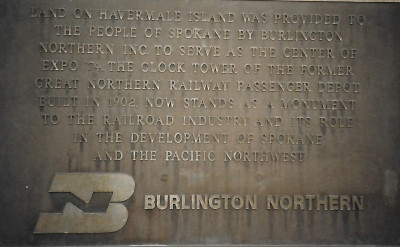 LAND ON HAVERMALE ISLAND WAS PROVIDED TO
THE PEOPLE OF SPOKANE BY BURLINGTON
NORTHERN INC. TO SERVE AS THE CENTER OF
EXPO '74. THE CLOCK TOWER OF THE FORMER
GREAT NORTHERN RAILWAY PASSENGER DEPOT
BUILT IN 1902, NOW STANDS AS A MONUMENT
TO THE RAILROAD INDUSTRY AND ITS ROLE
IN THE DEVELOPMENT OF SPOKANE
AND THE PACIFIC NORTHWEST
BURLINGTON NORTHERN